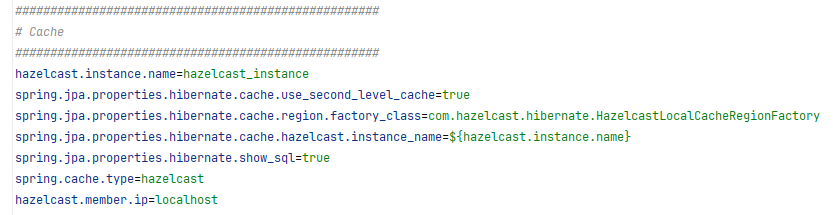 ####################################################
# Cache
####################################################
hazelcast.instance.name=hazelcast_instance
spring.jpa.properties.hibernate.cache.use_second_level_cache=true
spring.jpa.properties.hibernate.cache.region.factory_class=com.hazelcast.hibernate.HazelcastLocalCacheRegionFactory
spring.jpa.properties.hibernate.cache.hazelcast.instance_name=${hazelcast.instance.name}
spring.jpa.properties.hibernate.show_sql=true
spring.cache.type=hazelcast
hazelcast.member.ip=localhost